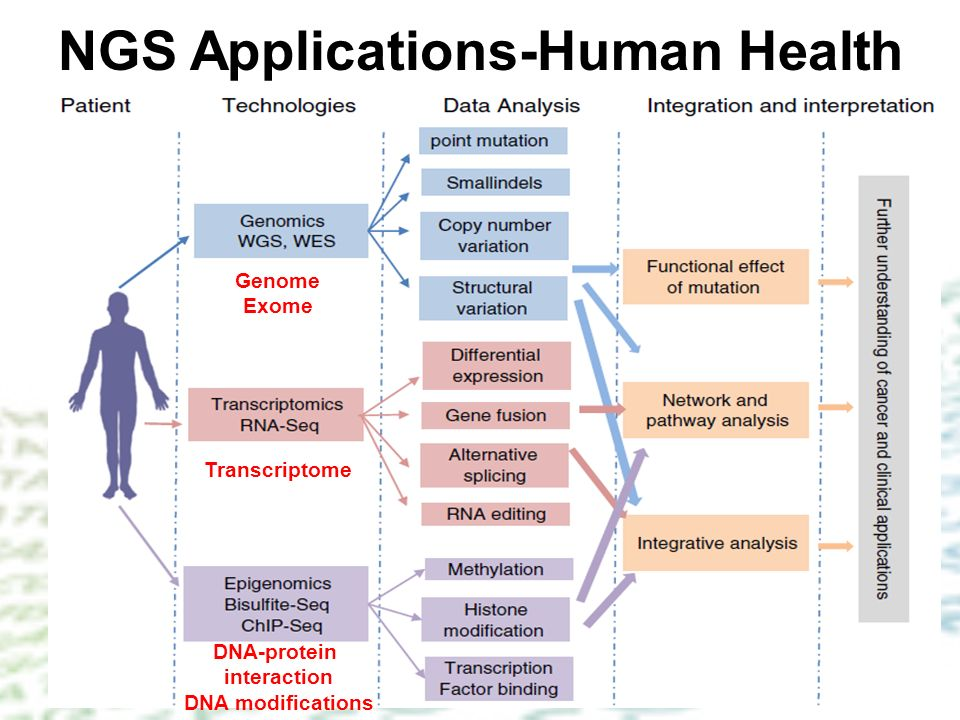 NGS Applications-Human Health
Patient
Technologies
Data Analysis
Integration and interpretation
Genomics
WGS, WES
Genome
Exome
Transcriptomics
RNA-Seq
Transcriptome
Epigenomics
Bisulfite-Seq
ChIP-Seq
DNA-protein
interaction
DNA modifications
point mutation
Smallindels
Copy number
variation
Structural
variation
Differential
expression
Gene fusion
Alternative
splicing
RNA editing
Methylation
Histone
modification
Transcription
Factor binding
Functional effect
of mutation
Network and
pathway analysis
Integrative analysis
Further understanding of cancer and clinical applications